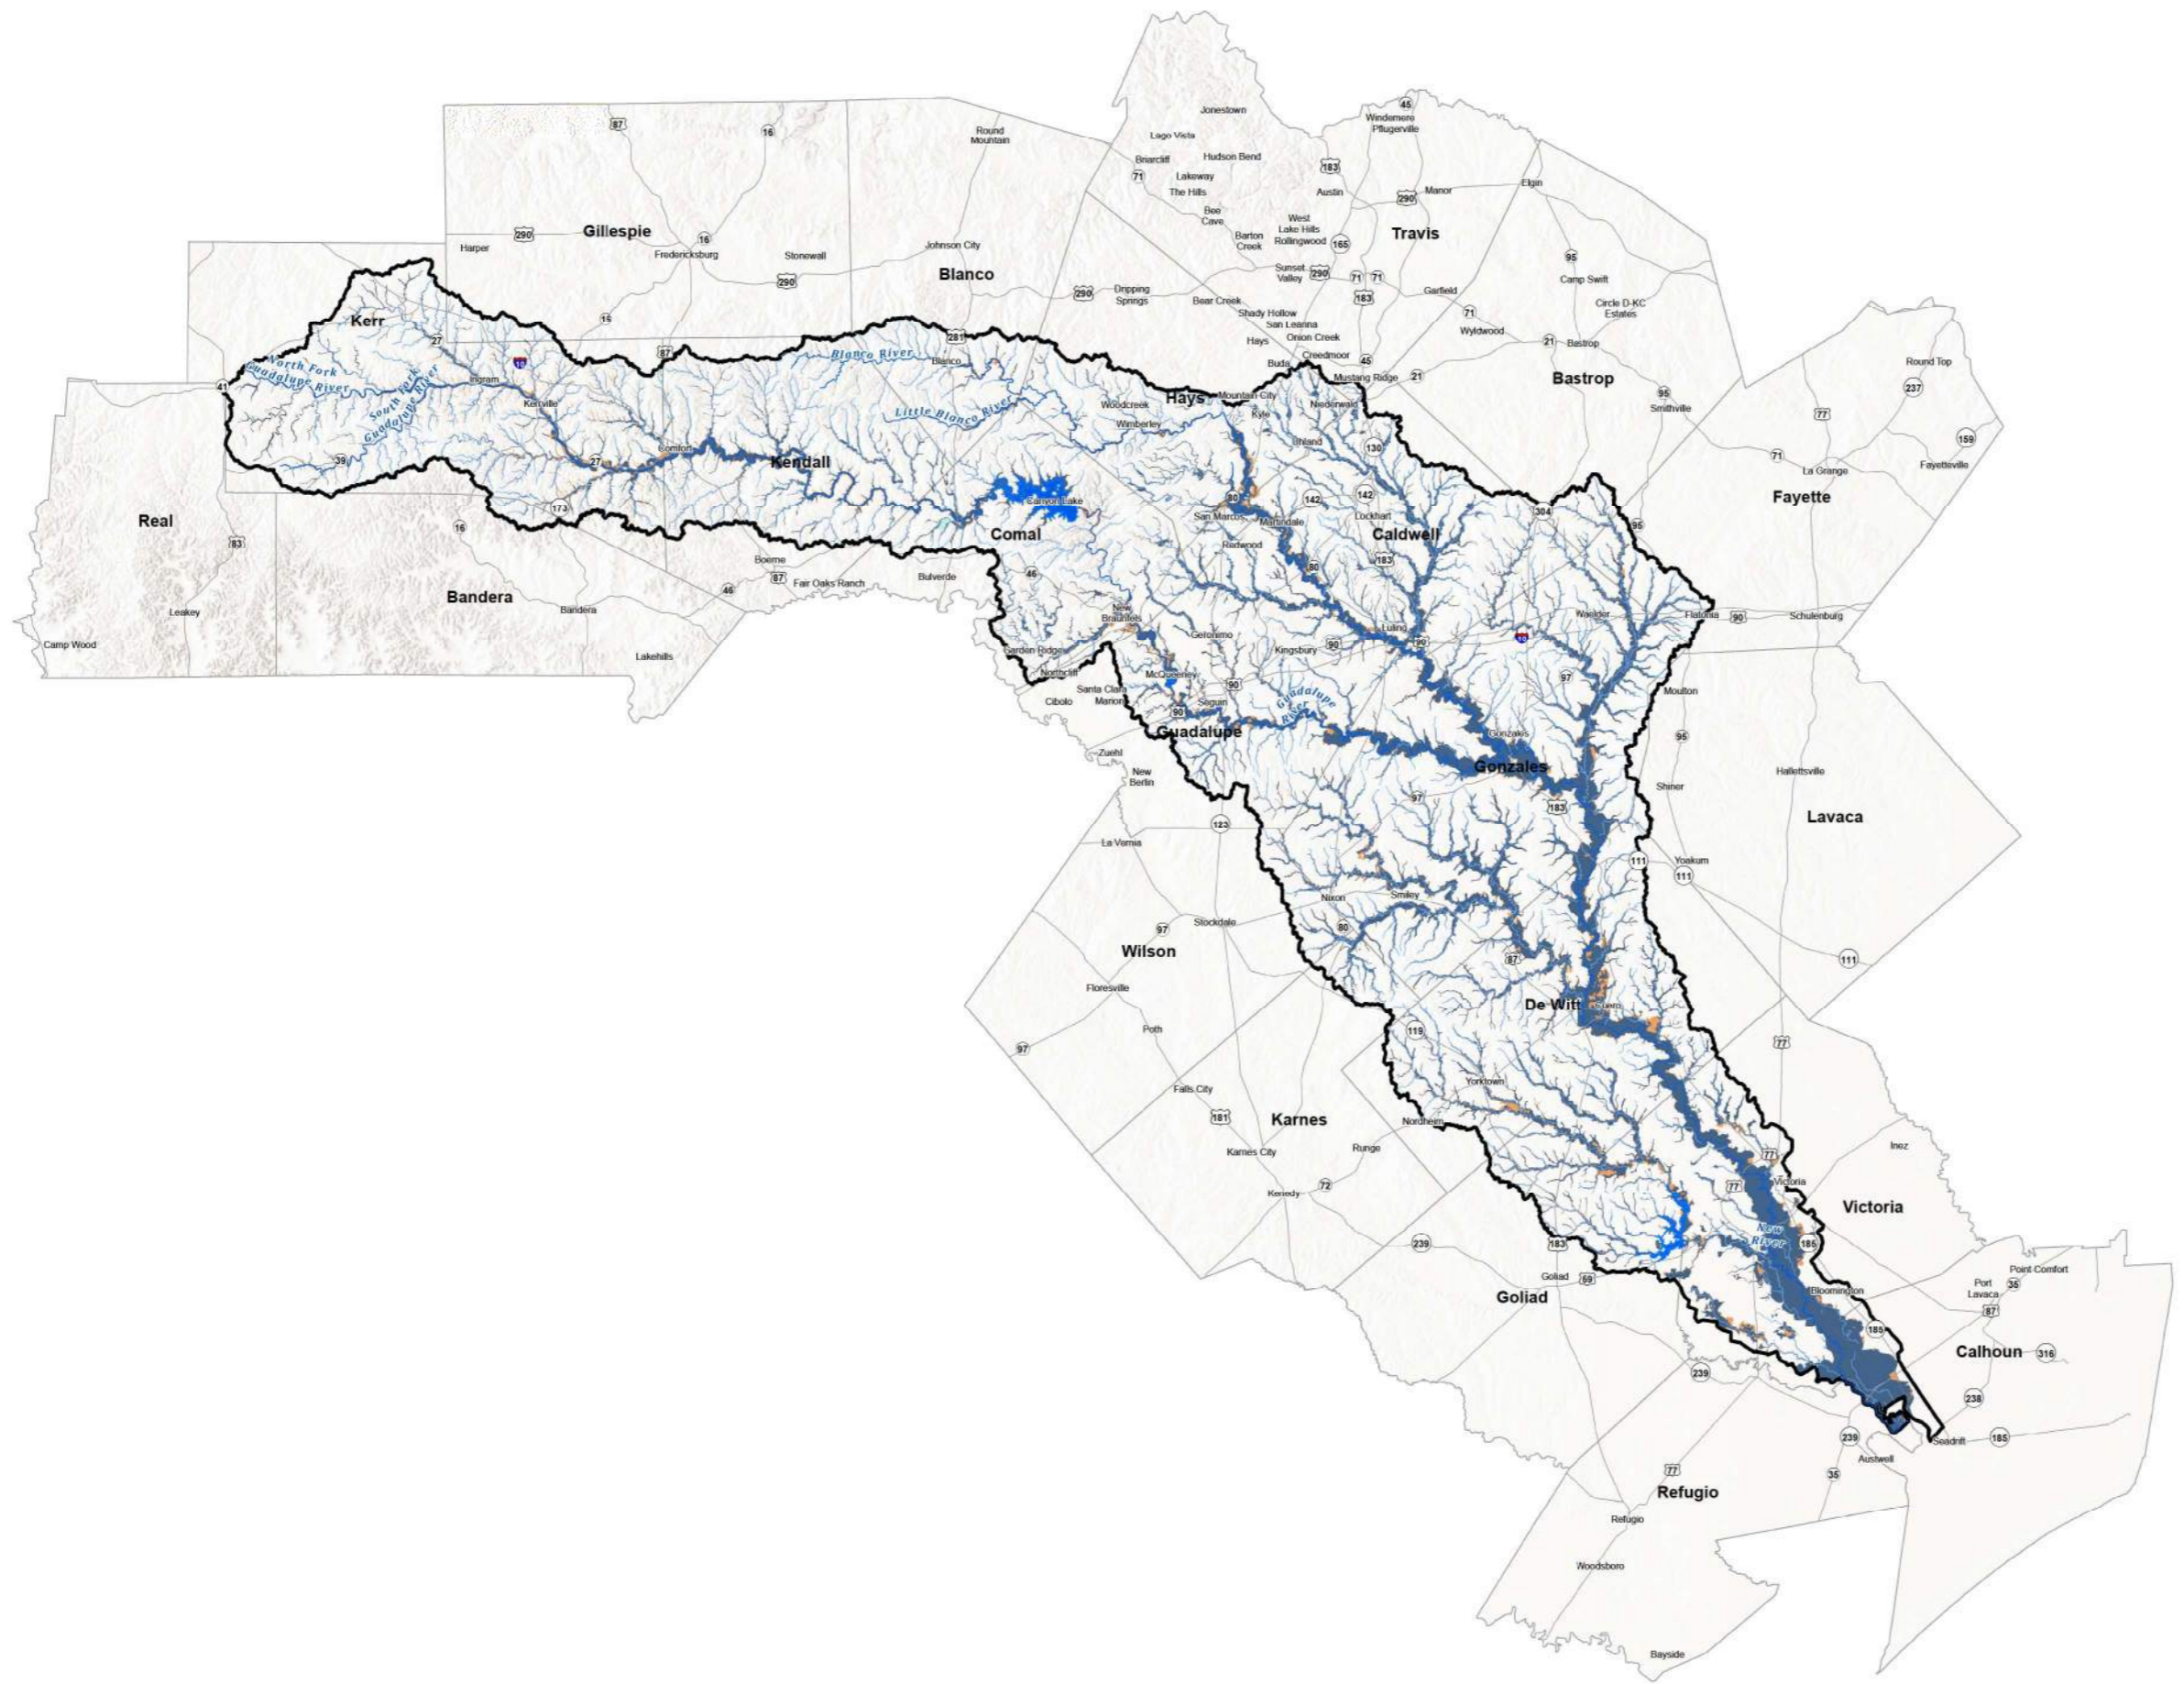 Jonestown
45
Windemere
Pflugerville
87
16
Round
Mountain
Lago Vista
Briarcliff
Hudson Bend
71
Lakeway
The Hills
183
Austin
290
Manor
Elgin
Bee
Cave
West
Lake Hills
Rollingwood
Barton
Creek
165
Travis
290
Gillespie
16
Harper
Fredericksburg
Stonewall
Johnson City
Blanco
290
290
Dripping
Springs
Sunset
Valley
290
71
71
183
Garfield
95
Camp Swift
Bear Creek
Shady Hollow
San Leanna
Onion Creek
Hays
71
Wyldwood
Circle D-KC
Estates
21
Bastrop
Kerr
16
27
281
Blanco River
Blanco
87
10
Buda
Creedmoor
45
Mustang Ridge
21
Bastrop
95
Smithville
Round Top
237
77
159
Fayetteville
71
La Grange
Fayette
41
North Fork
Guadalupe River
South Fork
Guadalupe River
Ingram
Kerrville
39
27
Comfort
Kendall
Little Blanco River
Woodcreek
Wimberley
Hays
Mountain City
Kyle
Niederwald
Uhland
130
173
Canyon Lake
Comal
80
San Marcos
Martindale
142
142
Lockhart
Redwood
Caldwell
183
80
304
95
Real
83
16
Bandera
Leakey
Camp Wood
Bandera
Lakehills
46
Boerne
87
Fair Oaks Ranch
Bulverde
46
New
Braunfels
Garden Ridge
Northcliff
Cibolo
Santa Clara
Marion
Geronimo
McQueeney
Kingsbury
90
90
Luling
90
10
Waelder
Flatonia
90
Schulenburg
97
Moulton
Seguin
90
Guadalupe
River
Guadalupe
Zuehl
New
Berlin
Gonzales
Gonzales
183
97
95
Shiner
Hallettsville
Lavaca
La Vernia
123
111
Yoakum
111
Nixon
Smiley
Stockdale
97
80
Wilson
87
111
Floresville
Poth
97
De Witt
Cuero
119
77
Falls City
Yorktown
181
Karnes
Nordheim
Karnes City
Runge
Kenedy
72
77
Inez
77
Victoria
Victoria
New
River
185
239
183
Goliad
59
Goliad
Bloomington
Point Comfort
Port
Lavaca
35
87
185
Calhoun
316
239
238
239
Seadrift
185
Austwell
35
77
Refugio
Refugio
Woodsboro
Bayside